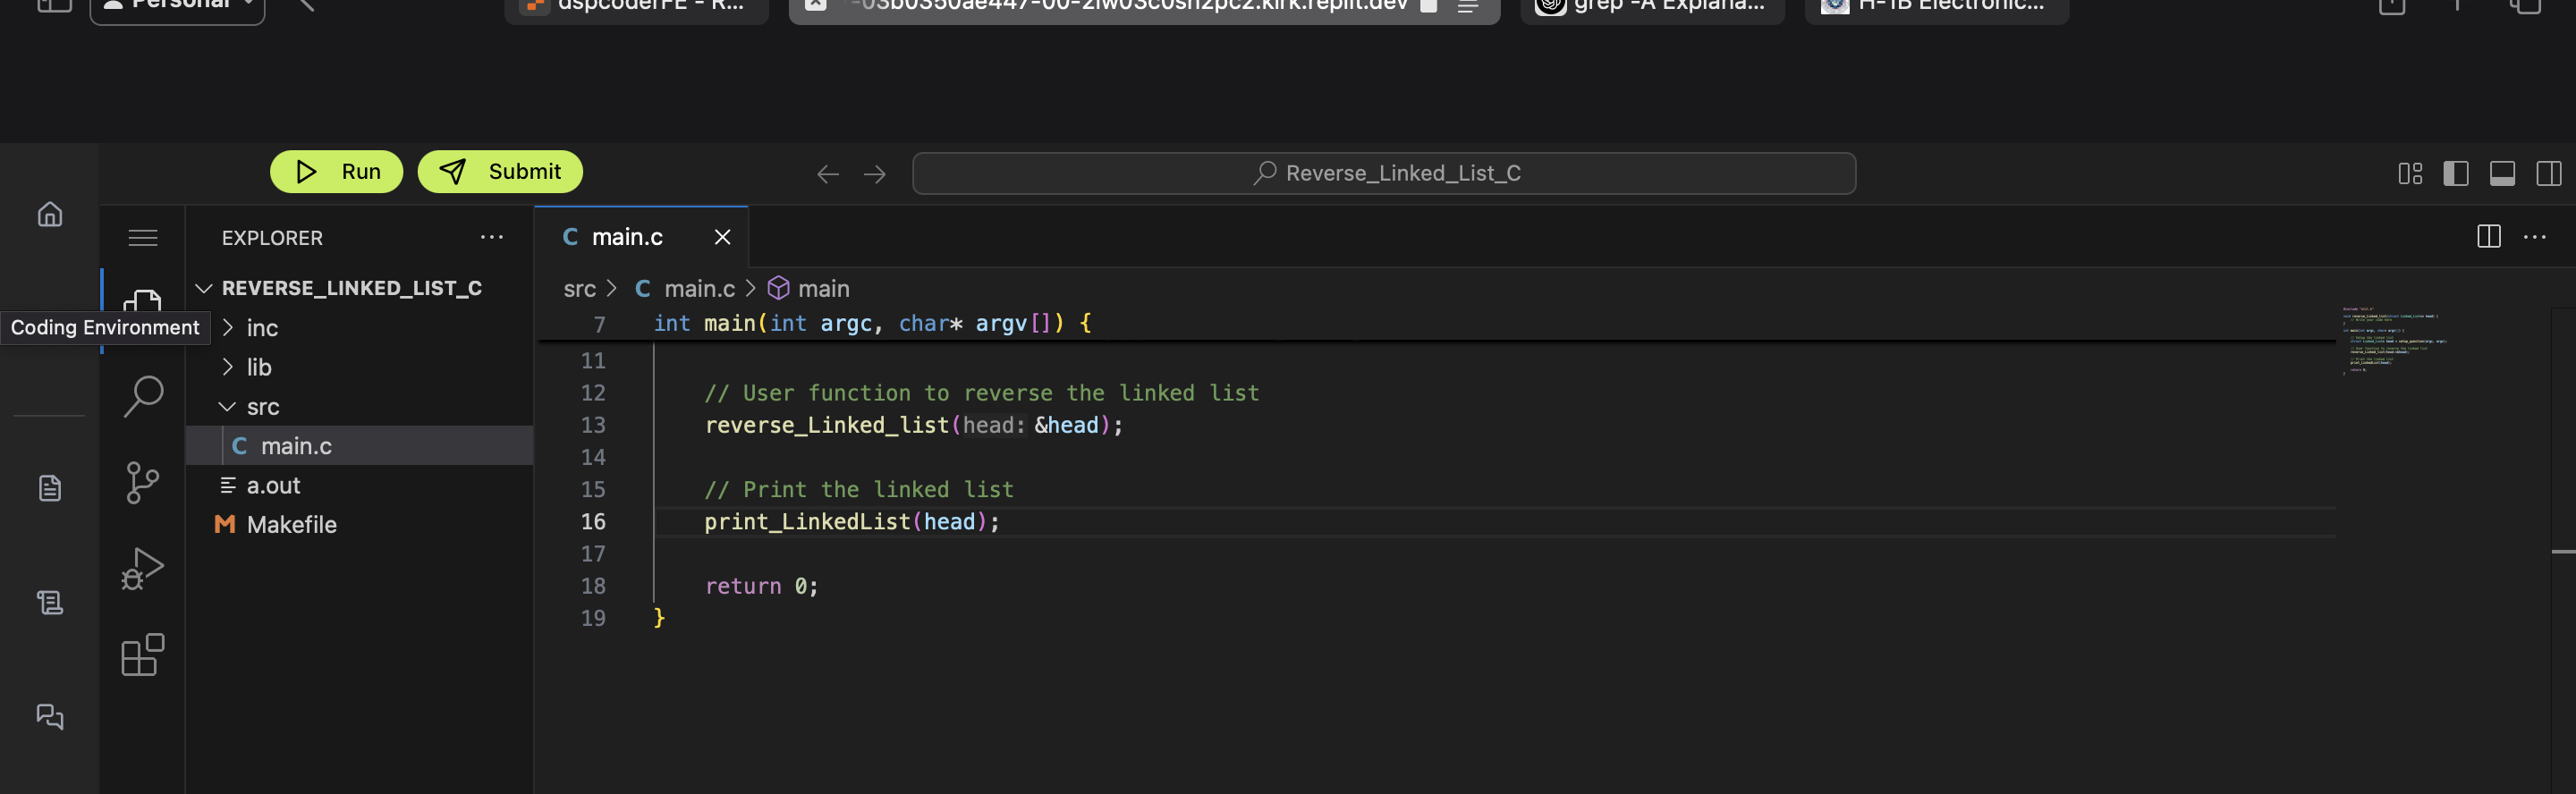 Personal
dspcoderFE - R...
-03b0350ae447-00-2iw03c0sh2pc2.kirk.replit.dev
grep -A Explana...
H-1B Electronic...
Run
Submit
Reverse_Linked_List_C
EXPLORER
C main.c
REVERSE_LINKED_LIST_C
src > C main.c > main
Coding Environment
inc
7 int main(int argc, char* argv[]) {
lib
11
src
12 // User function to reverse the linked list
C main.c
13 reverse_Linked_list(head: &head);
14
a.out
15 // Print the linked list
M Makefile
16 print_LinkedList(head);
17
18 return 0;
19 }